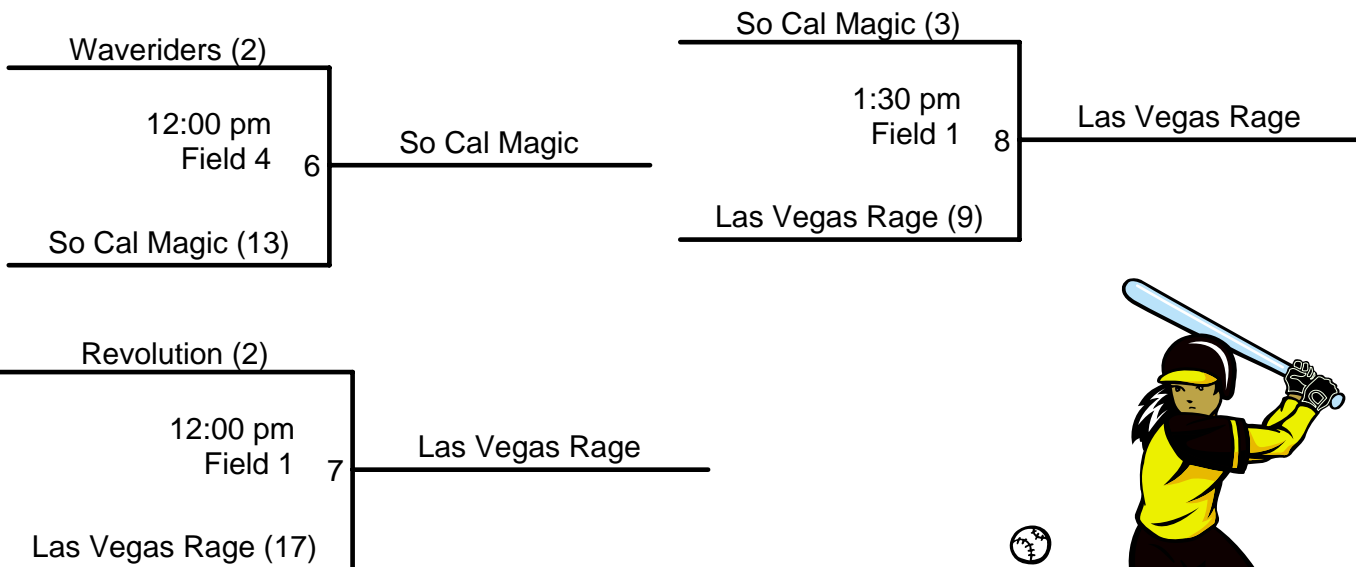 Waveriders (2)
12:00 pm
Field 4
6
So Cal Magic
So Cal Magic (13)
So Cal Magic (3)
1:30 pm
Field 1
8
Las Vegas Rage
Las Vegas Rage (9)
Revolution (2)
12:00 pm
Field 1
7
Las Vegas Rage
Las Vegas Rage (17)